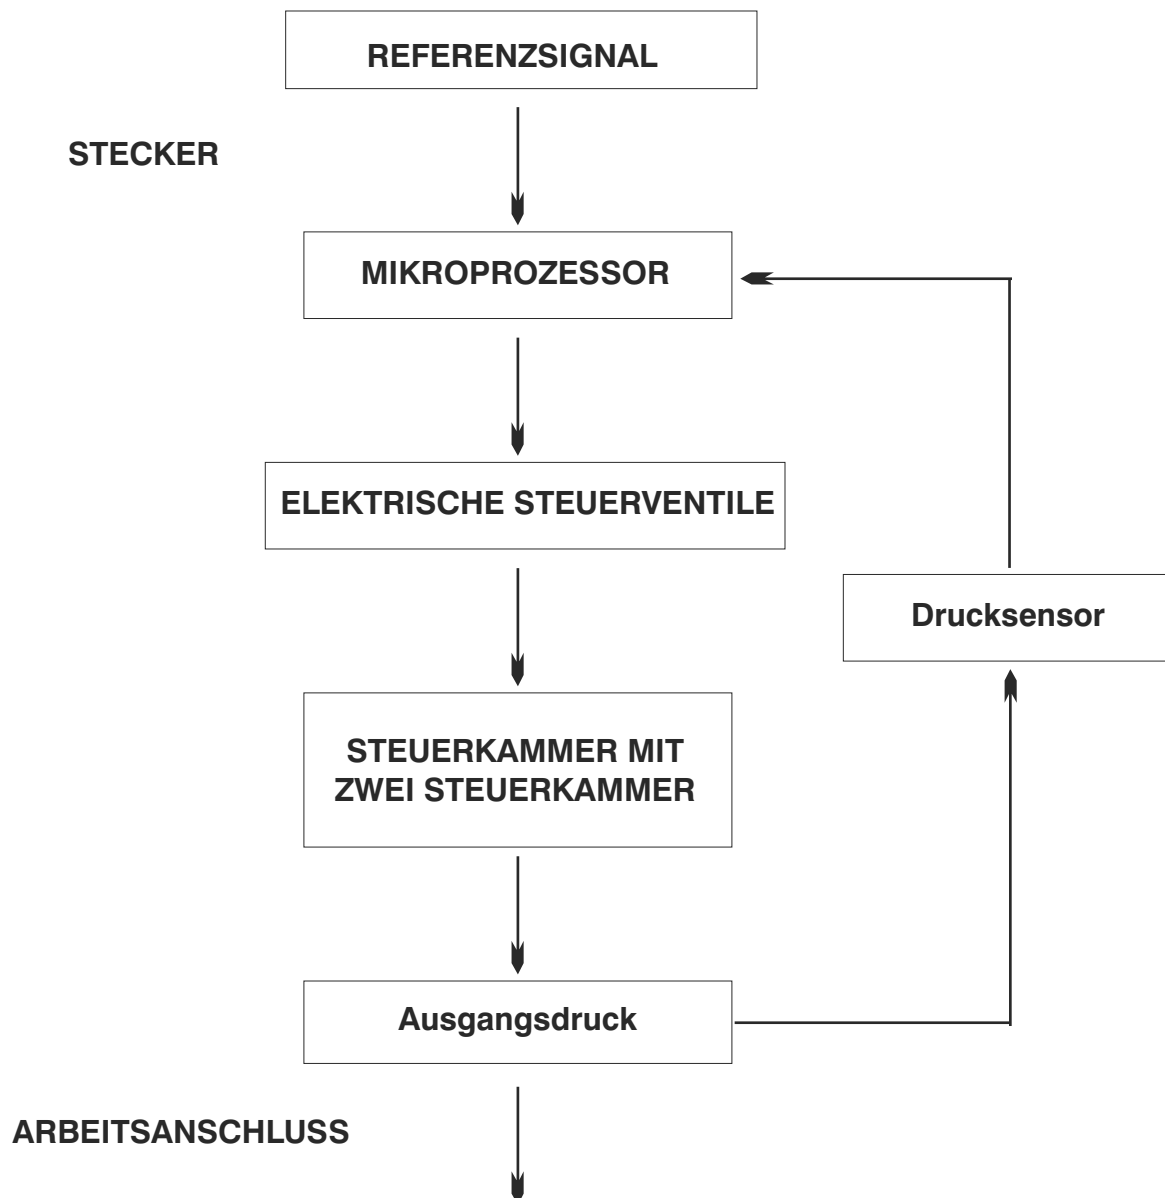 REFERENZSIGNAL
STECKER
MIKROPROZESSOR
ELEKTRISCHE STEUERVENTILE
Drucksensor
STEUERKAMMER MIT
ZWEI STEUERKAMMER
Ausgangsdruck
ARBEITSANSCHLUSS